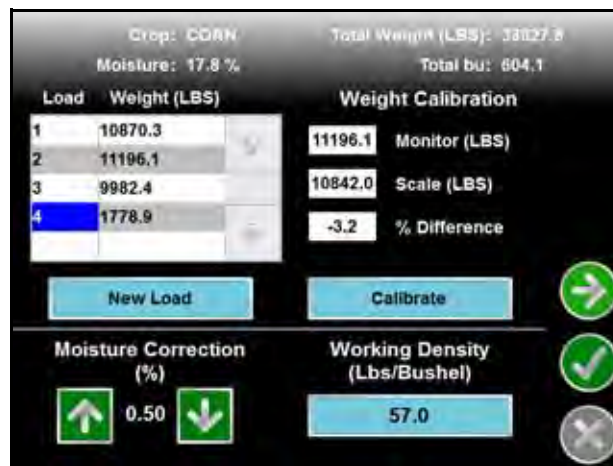 Crop: CORN Total Weight (LBS): 33827.8
Moisture: 17.8 % Total bu: 604.1
Load Weight (LBS)
1 10870.3
2 11196.1
3 9982.4
4 1778.9
Weight Calibration
11196.1 Monitor (LBS)
10842.0 Scale (LBS)
-3.2 % Difference
New Load
Calibrate
Moisture Correction
(%)
0.50
Working Density
(Lbs/Bushel)
57.0